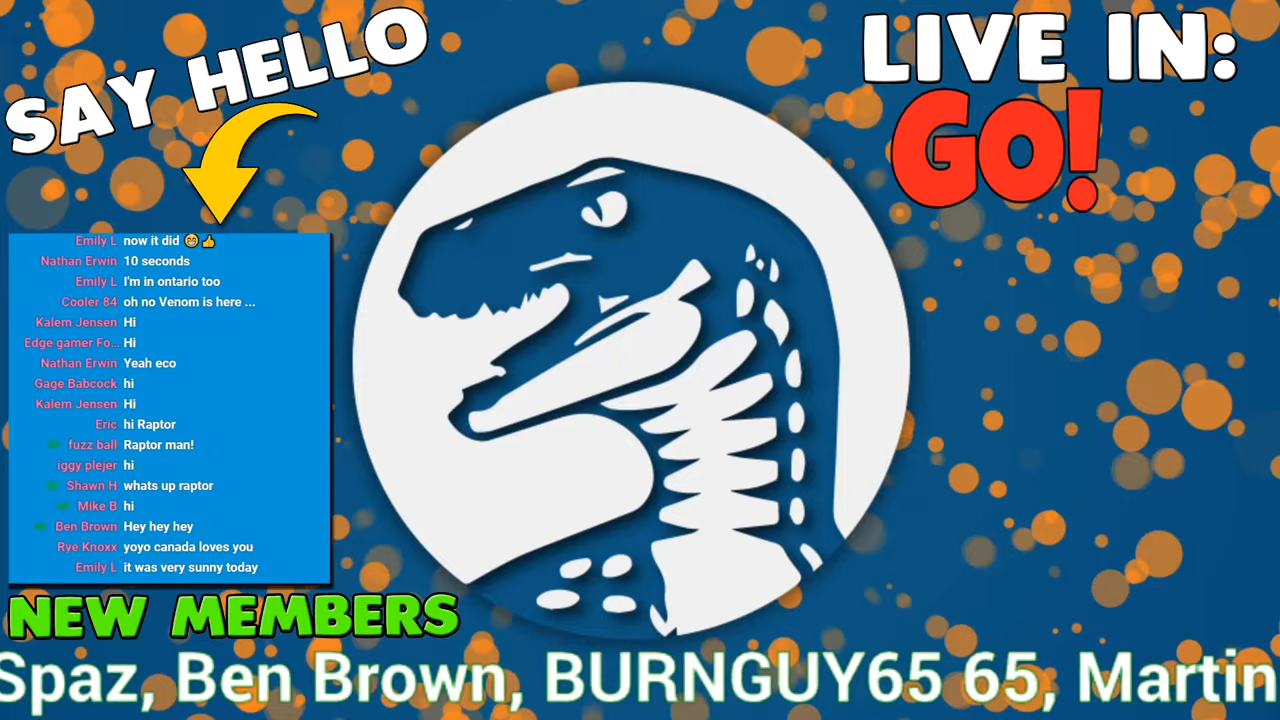 SAY HELLO
LIVE IN:
GO!
Emily L now it did 😁👍
Nathan Erwin 10 seconds
Emily L I'm in ontario too
Cooler 84 oh no Venom is here ...
Kalem Jensen Hi
Edge gamer Fo... Hi
Nathan Erwin Yeah eco
Gage Babcock hi
Kalem Jensen Hi
Eric hi Raptor
fuzz ball Raptor man!
iggy plejer hi
Shawn H whats up raptor
Mike B hi
Ben Brown Hey hey hey
Rye Knoxx yoyo canada loves you
Emily L it was very sunny today
NEW MEMBERS
Spaz, Ben Brown, BURNGUY65 65, Martin